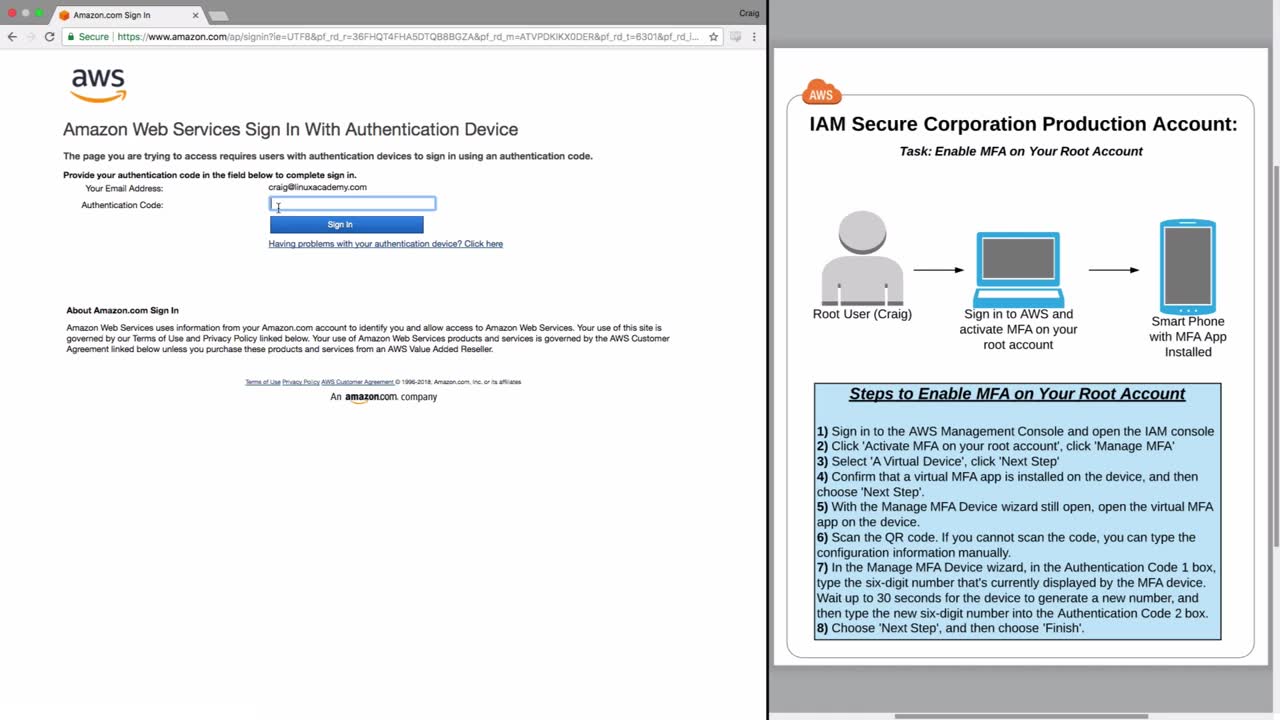 Amazon.com Sign In
Craig
Secure https://www.amazon.com/ap/signin?ie=UTF8&pf_rd_r=36FHQT4FHA5DTQB8BGZA&pf_rd_m=ATVPDKIKX0DER&pf_rd_t=6301&pf_rd_i...
aws
Amazon Web Services Sign In With Authentication Device
The page you are trying to access requires users with authentication devices to sign in using an authentication code.
Provide your authentication code in the field below to complete sign in.
Your Email Address: craig@linuxacademy.com
Authentication Code:
Sign In
Having problems with your authentication device? Click here
About Amazon.com Sign In
Amazon Web Services uses information from your Amazon.com account to identify you and allow access to Amazon Web Services. Your use of this site is
governed by our Terms of Use and Privacy Policy linked below. Your use of Amazon Web Services products and services is governed by the AWS Customer
Agreement linked below unless you purchase these products and services from an AWS Value Added Reseller.
Terms of Use Privacy Policy AWS Customer Agreement © 1996-2018, Amazon.com, Inc. or its affiliates
An amazon.com company
AWS
IAM Secure Corporation Production Account:
Task: Enable MFA on Your Root Account
Root User (Craig)
Sign in to AWS and
activate MFA on your
root account
Smart Phone
with MFA App
Installed
Steps to Enable MFA on Your Root Account
1) Sign in to the AWS Management Console and open the IAM console
2) Click 'Activate MFA on your root account', click 'Manage MFA'
3) Select 'A Virtual Device', click 'Next Step'
4) Confirm that a virtual MFA app is installed on the device, and then
choose 'Next Step'.
5) With the Manage MFA Device wizard still open, open the virtual MFA
app on the device.
6) Scan the QR code. If you cannot scan the code, you can type the
configuration information manually.
7) In the Manage MFA Device wizard, in the Authentication Code 1 box,
type the six-digit number that's currently displayed by the MFA device.
Wait up to 30 seconds for the device to generate a new number, and
then type the new six-digit number into the Authentication Code 2 box.
8) Choose 'Next Step', and then choose 'Finish'.